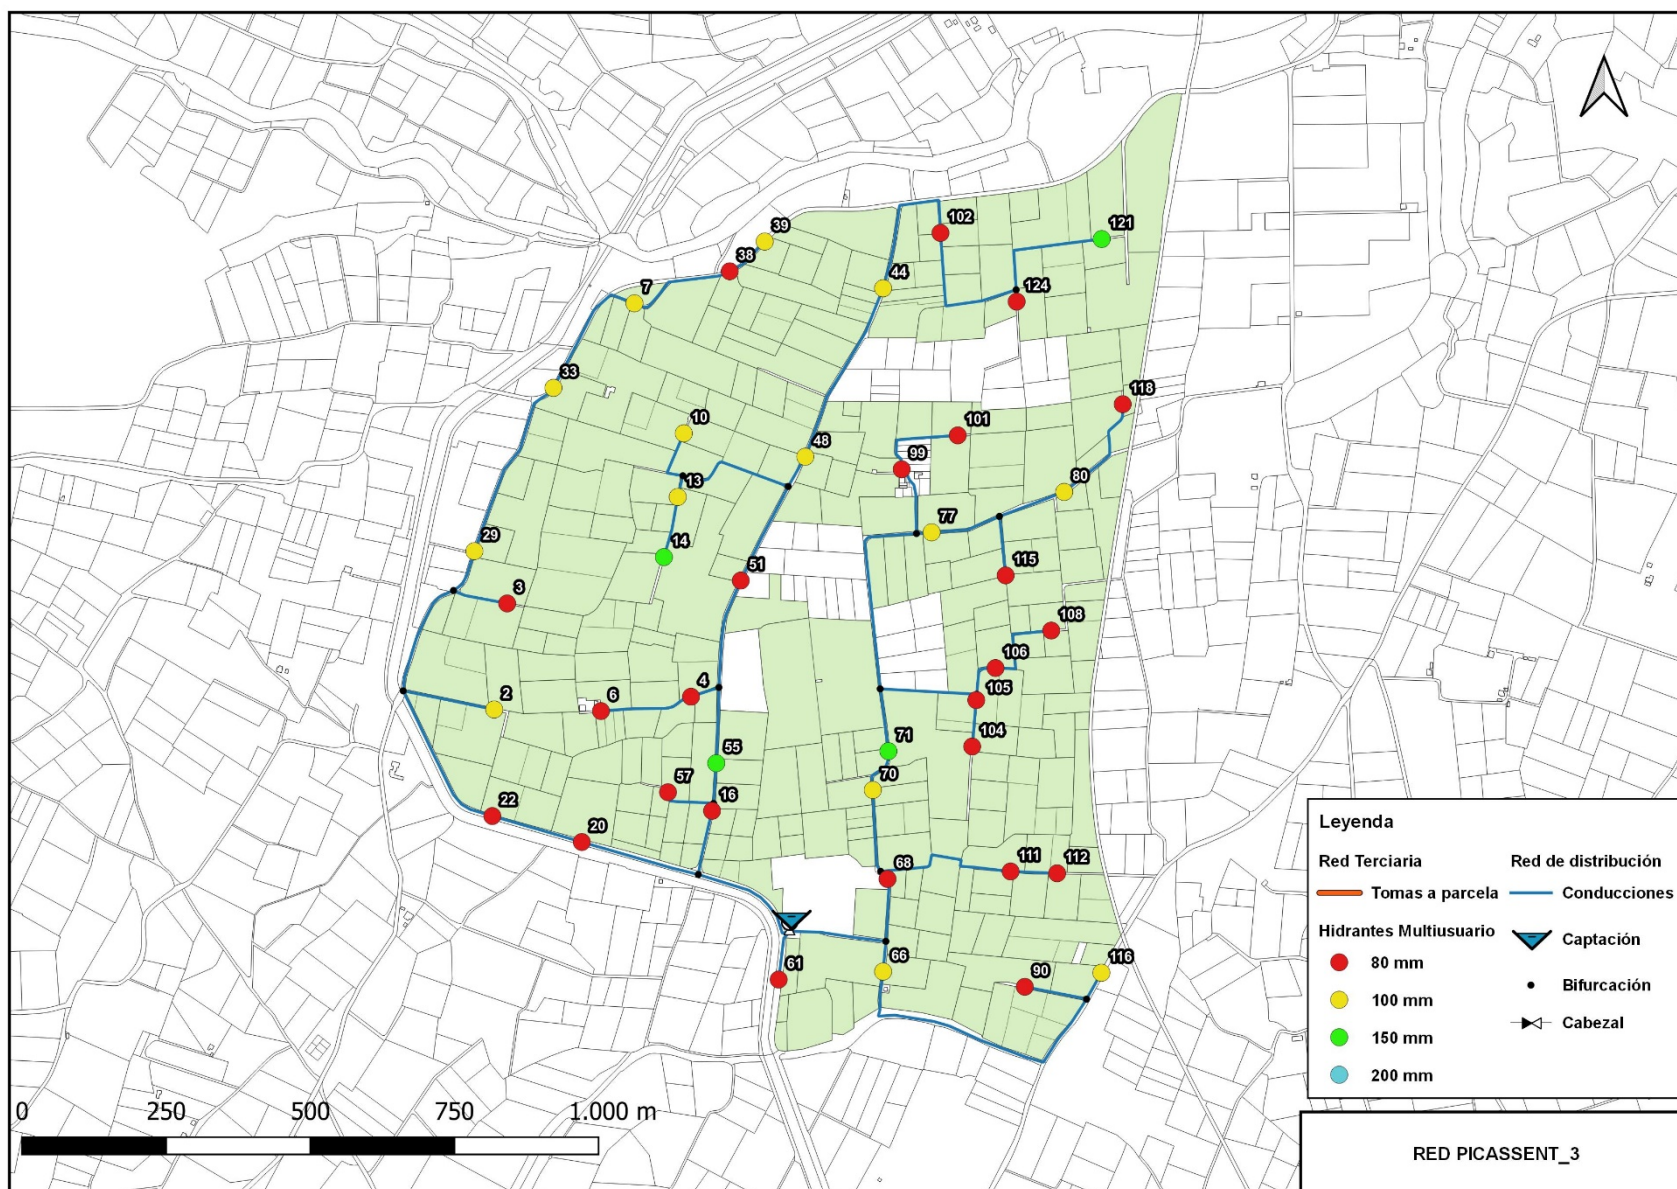 39
102
121
38
44
7
124
33
118
10
101
48
99
13
80
77
29
14
51
115
3
108
106
4
105
2
6
71
55
104
70
57
16
22
20
68
111
112
66
116
90
61
Leyenda
Red Terciaria
Red de distribución
Tomas a parcela
Conducciones
Hidrantes Multiusuario
Captación
80 mm
Bifurcación
100 mm
Cabezal
150 mm
200 mm
0 250 500 750 1.000 m
RED PICASSENT_3